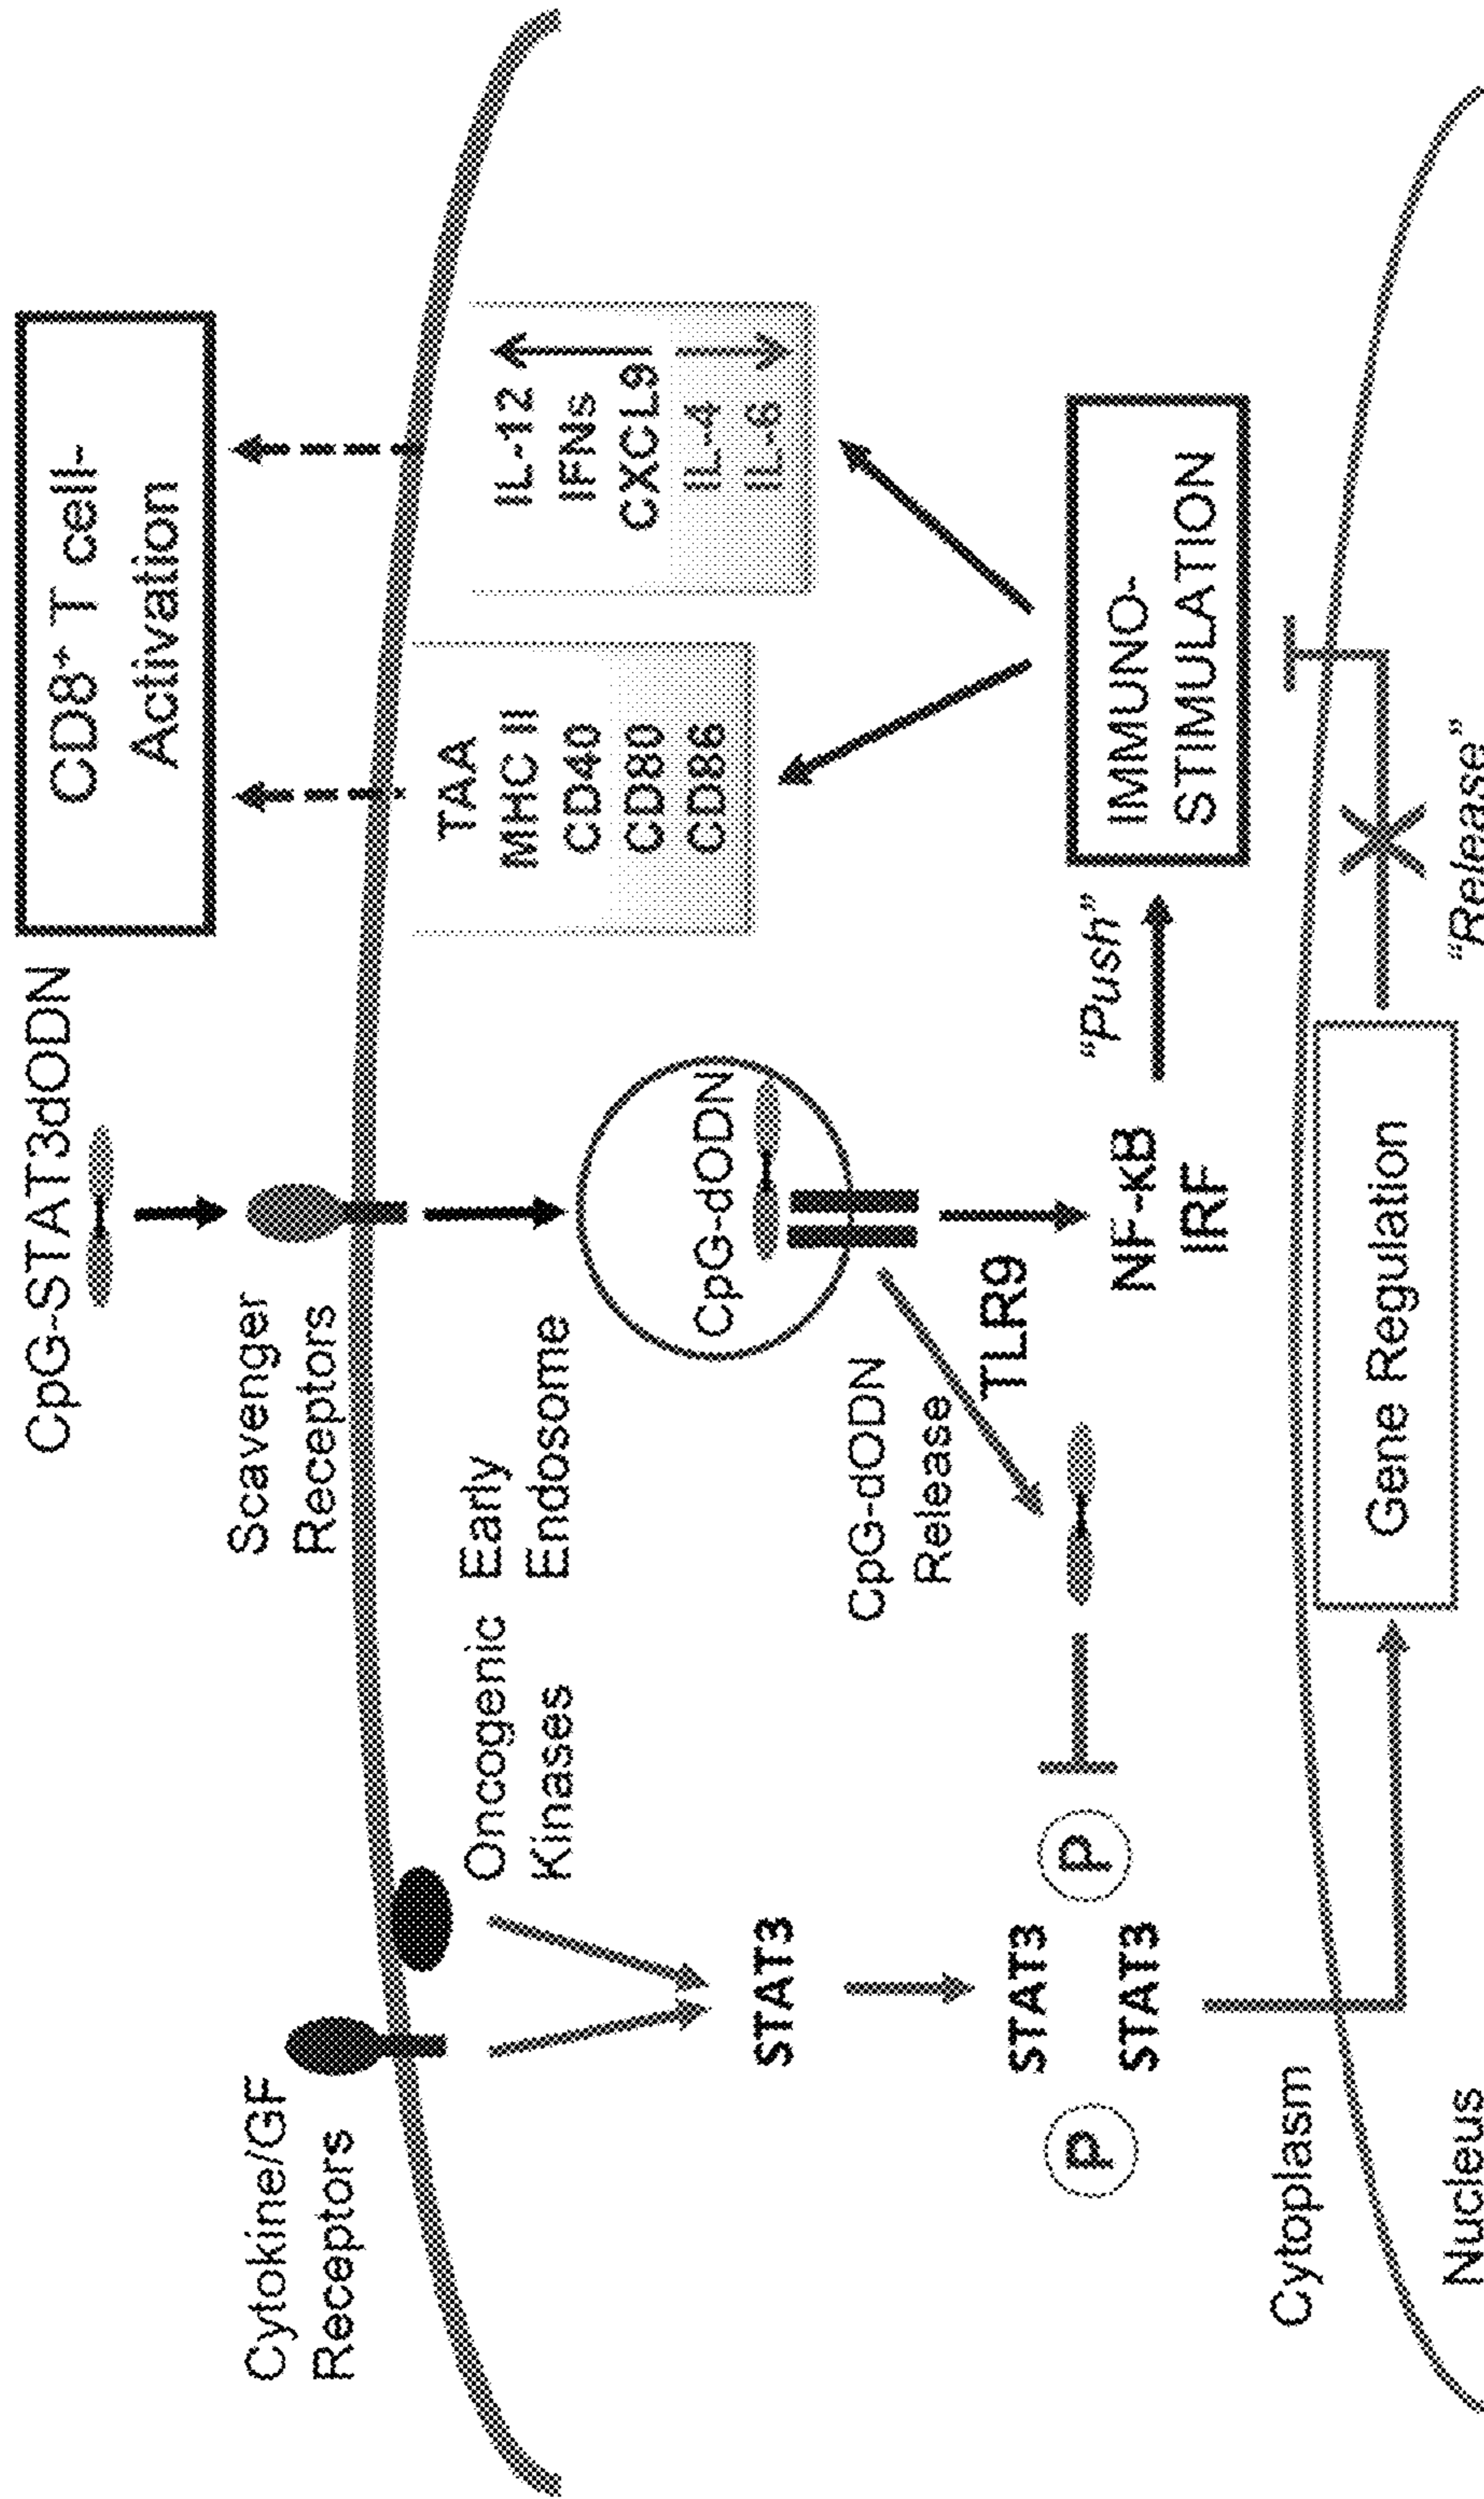 CpG-STAT3dODN
CD8⁺ T cell-
Activation
Cytokine/GF
Receptors
Scavenger
Receptors
Oncogenic
Kinases
Early
Endosome
TAA
MHC II
CD40
CD80
CD86
IL-12
IFNs
CXCL9
IL-4
IL-6
CpG-dODN
STAT3
CpG-dODN
Release
TLR9
P
STAT3
STAT3
P
NF-κB
IRF
"Push"
IMMUNO-
STIMULATION
Cytoplasm
Gene Regulation
Nucleus
"Release"